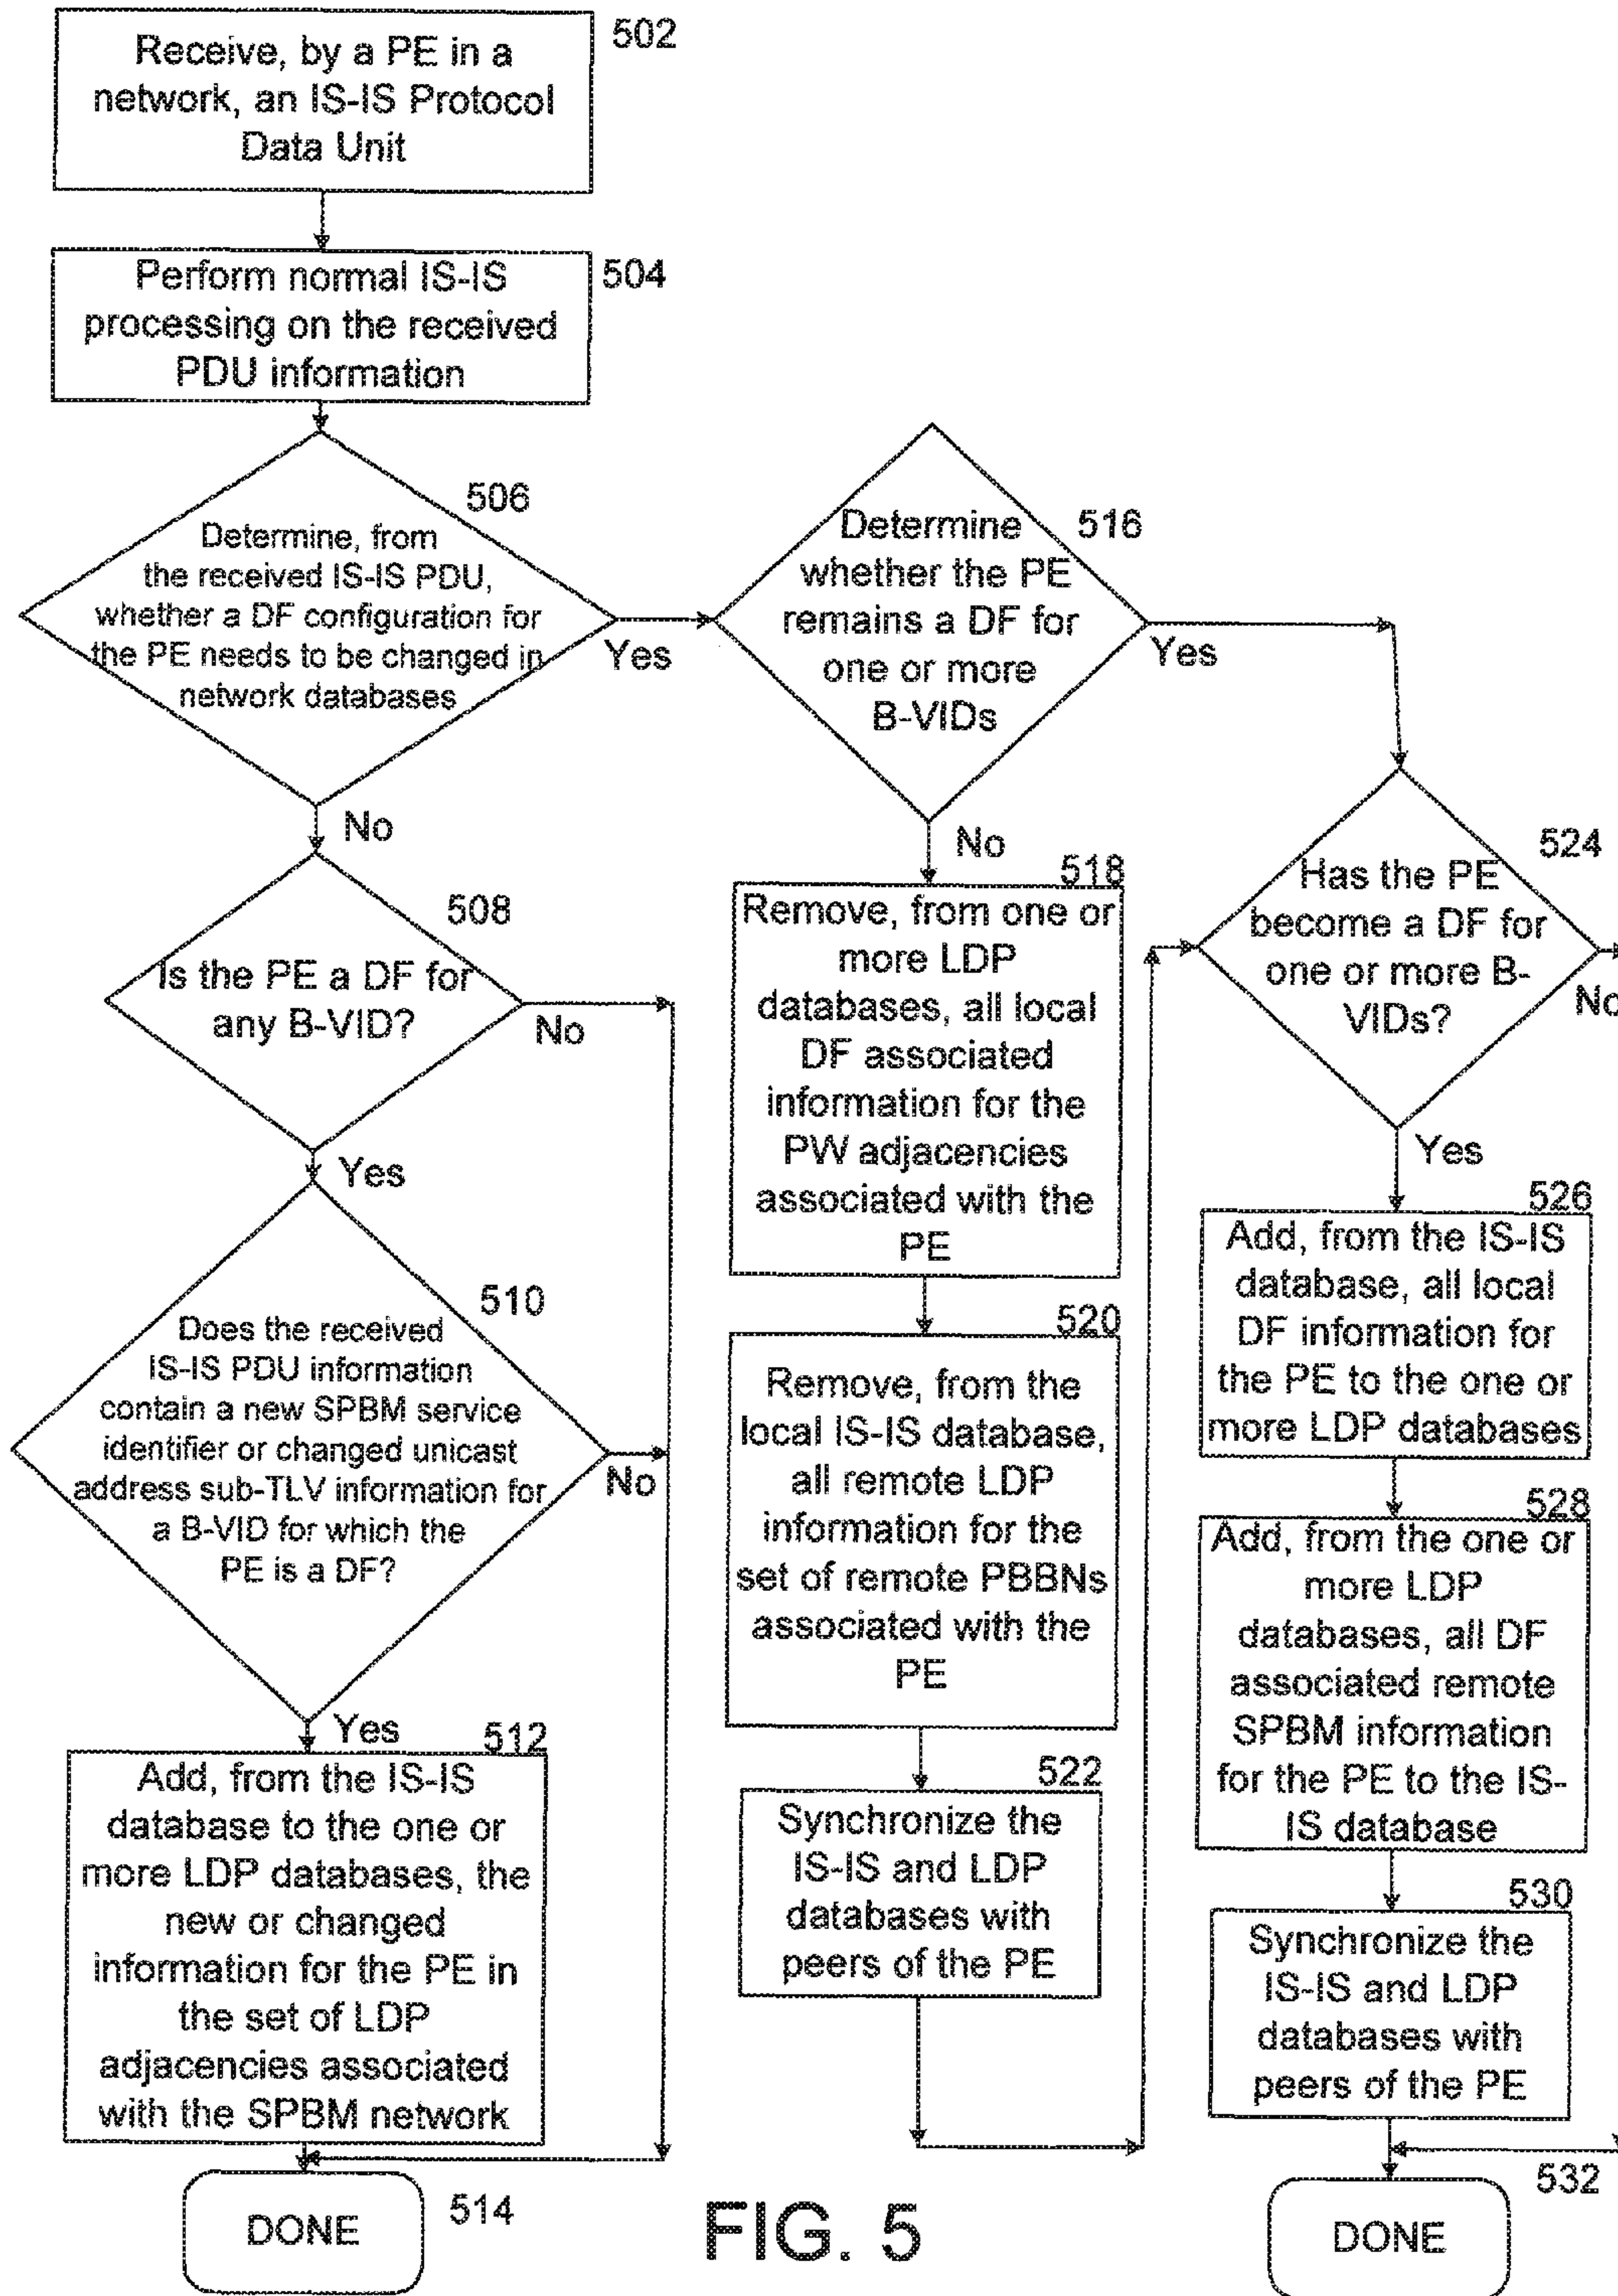 502
Receive, by a PE in a
network, an IS-IS Protocol
Data Unit
504
Perform normal IS-IS
processing on the received
PDU information
506
Determine, from
the received IS-IS PDU,
whether a DF configuration for
the PE needs to be changed in
network databases
Yes
No
508
Is the PE a DF for
any B-VID?
No
Yes
510
Does the received
IS-IS PDU information
contain a new SPBM service
identifier or changed unicast
address sub-TLV information for
a B-VID for which the
PE is a DF?
No
Yes
512
Add, from the IS-IS
database to the one or
more LDP databases, the
new or changed
information for the PE in
the set of LDP
adjacencies associated
with the SPBM network
DONE
514
516
Determine
whether the PE
remains a DF for
one or more
B-VIDs
Yes
No
518
Remove, from one or
more LDP
databases, all local
DF associated
information for the
PW adjacencies
associated with the
PE
520
Remove, from the
local IS-IS database,
all remote LDP
information for the
set of remote PBBNs
associated with the
PE
522
Synchronize the
IS-IS and LDP
databases with
peers of the PE
524
Has the PE
become a DF for
one or more B-
VIDs?
No
Yes
526
Add, from the IS-IS
database, all local
DF information for
the PE to the one or
more LDP databases
528
Add, from the one or
more LDP
databases, all DF
associated remote
SPBM information
for the PE to the IS-
IS database
530
Synchronize the
IS-IS and LDP
databases with
peers of the PE
532
DONE
FIG. 5